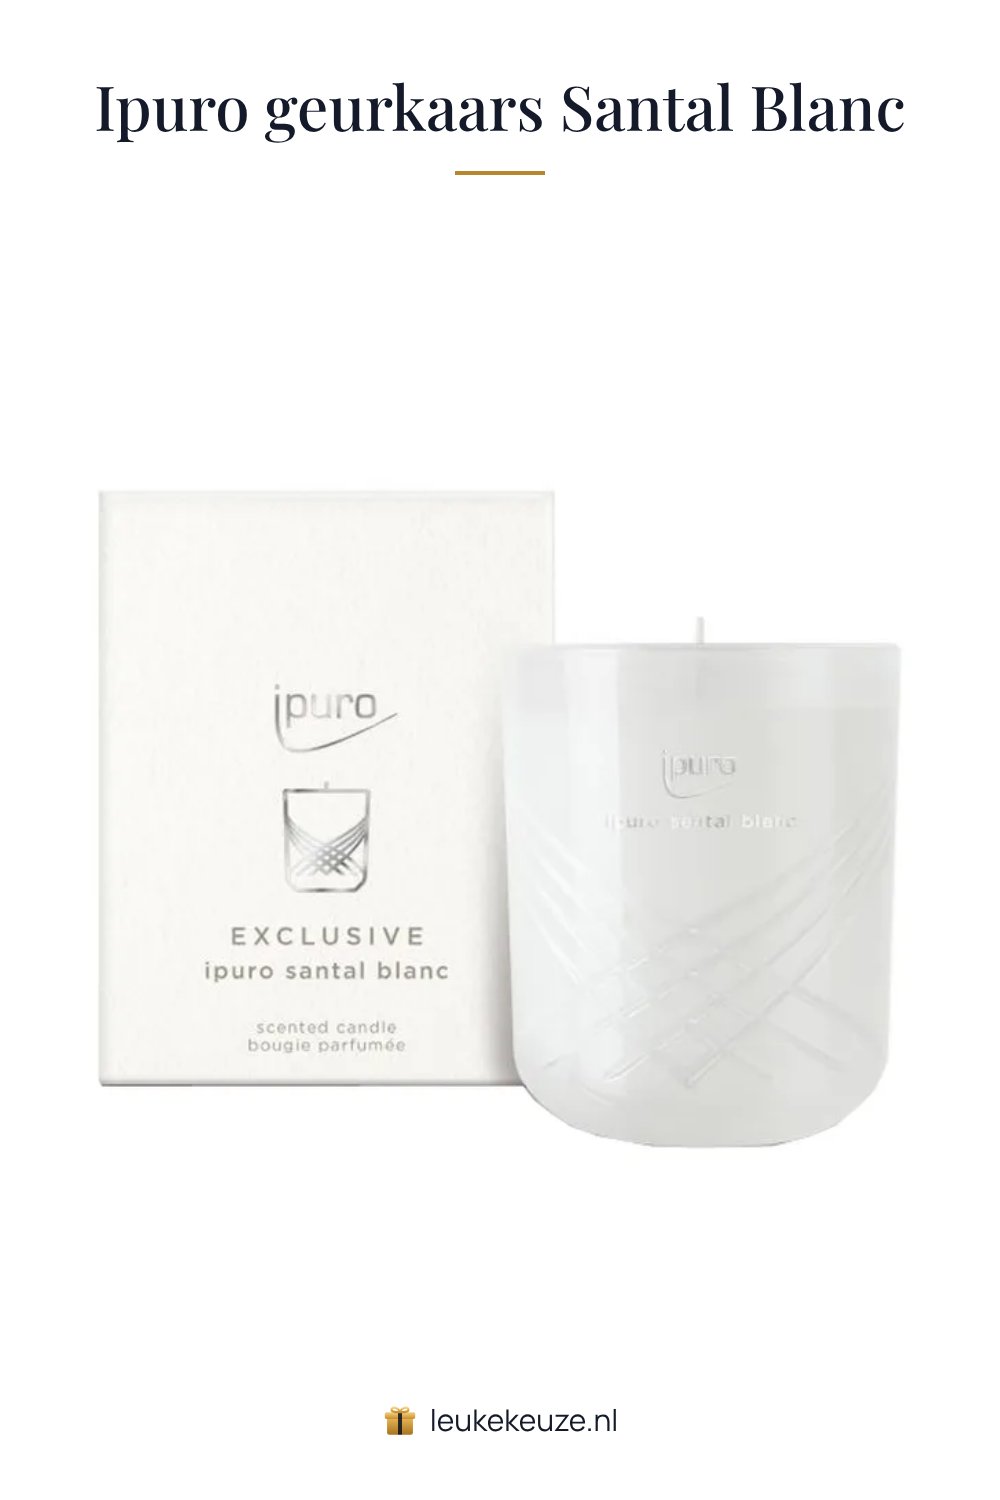 Ipuro geurkaars Santal Blanc
ipuro
EXCLUSIVE
ipuro santal blanc
scented candle
bougie parfumée
ipuro
ipuro santal blanc
leukekeuze.nl